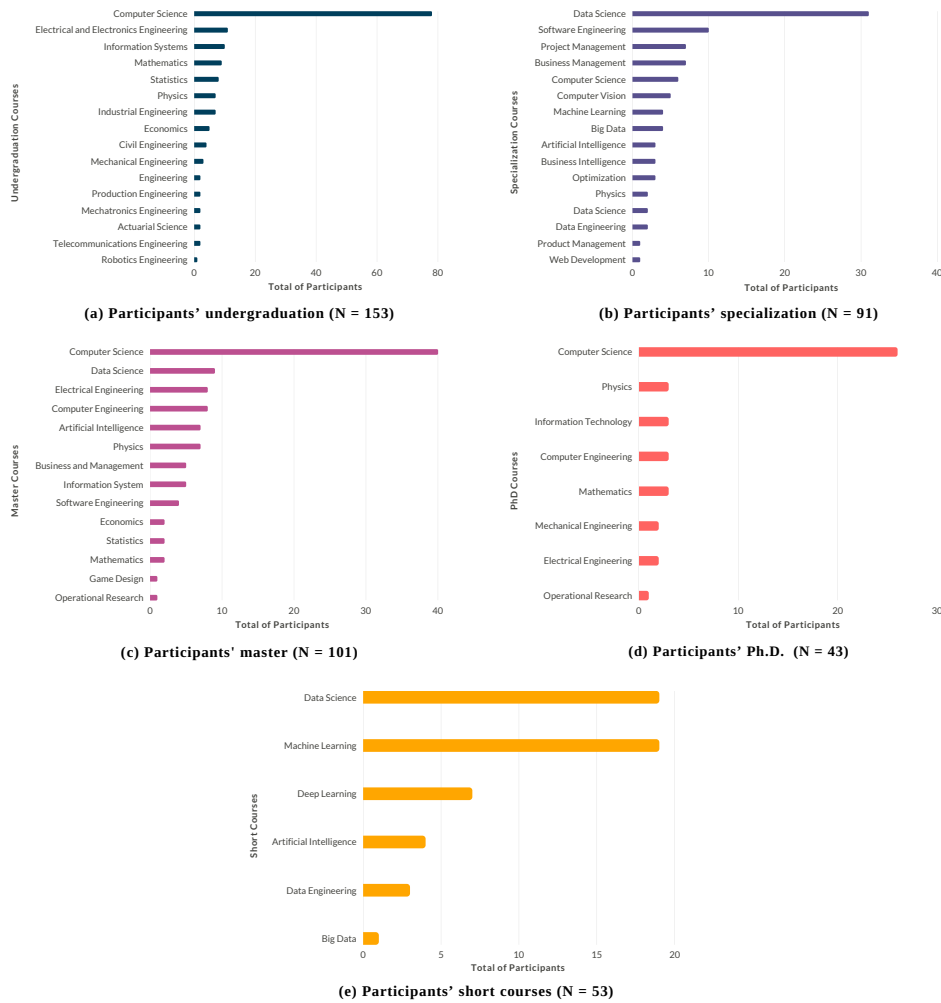 Undergraduation Courses
Computer Science
Electrical and Electronics Engineering
Information Systems
Mathematics
Statistics
Physics
Industrial Engineering
Economics
Civil Engineering
Mechanical Engineering
Engineering
Production Engineering
Mechatronics Engineering
Actuarial Science
Telecommunications Engineering
Robotics Engineering
0 20 40 60 80
Total of Participants
(a) Participants’ undergraduation (N = 153)
Specialization Courses
Data Science
Software Engineering
Project Management
Business Management
Computer Science
Computer Vision
Machine Learning
Big Data
Artificial Intelligence
Business Intelligence
Optimization
Physics
Data Science
Data Engineering
Product Management
Web Development
0 10 20 30 40
Total of Participants
(b) Participants’ specialization (N = 91)
Master Courses
Computer Science
Data Science
Electrical Engineering
Computer Engineering
Artificial Intelligence
Physics
Business and Management
Information System
Software Engineering
Economics
Statistics
Mathematics
Game Design
Operational Research
0 10 20 30 40
Total of Participants
(c) Participants' master (N = 101)
PhD Courses
Computer Science
Physics
Information Technology
Computer Engineering
Mathematics
Mechanical Engineering
Electrical Engineering
Operational Research
0 10 20 30
Total of Participants
(d) Participants’ Ph.D. (N = 43)
Short Courses
Data Science
Machine Learning
Deep Learning
Artificial Intelligence
Data Engineering
Big Data
0 5 10 15 20
Total of Participants
(e) Participants’ short courses (N = 53)